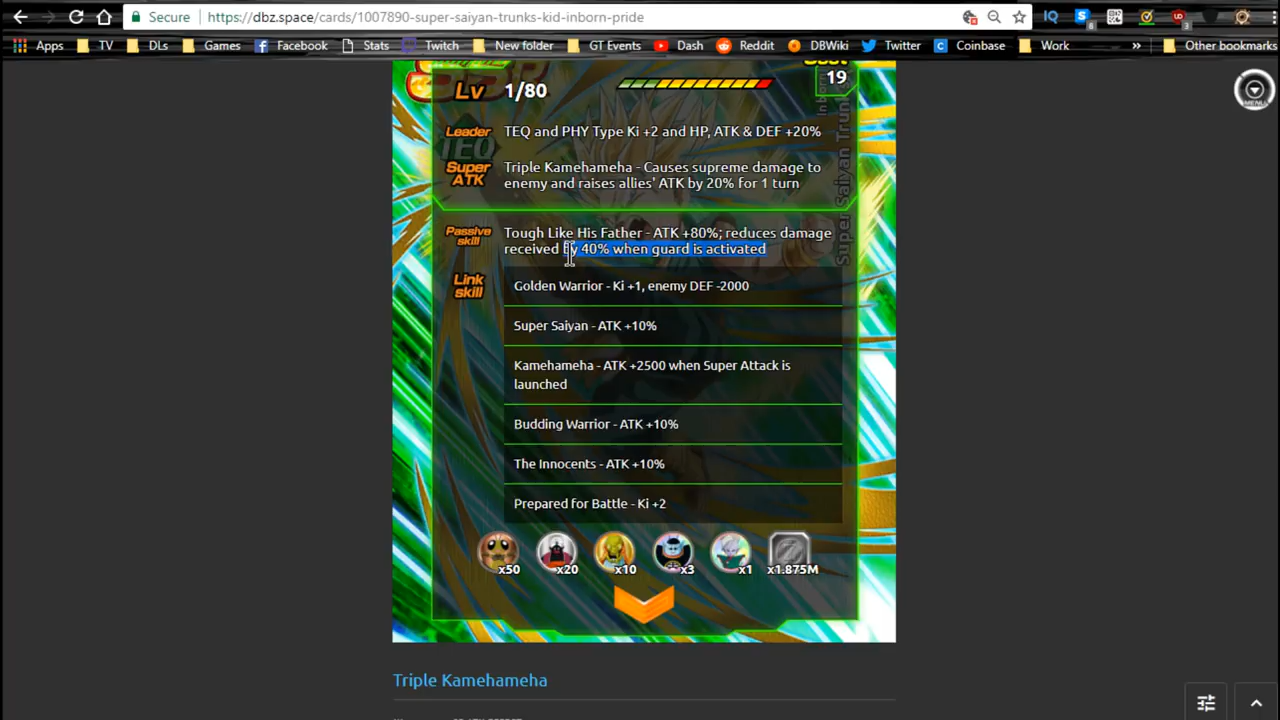 Secure https://dbz.space/cards/1007890-super-saiyan-trunks-kid-inborn-pride
Apps TV DLs Games Facebook Stats Twitch New folder GT Events Dash Reddit DBWiki Twitter Coinbase Work » Other bookmarks
SSR
Cost
19
Lv 1/80
MENU
Leader TEQ and PHY Type Ki +2 and HP, ATK & DEF +20%
TEQ
Super ATK Triple Kamehameha - Causes supreme damage to
enemy and raises allies' ATK by 20% for 1 turn
Super Saiyan Trunks
Inborn
Passive skill Tough Like His Father - ATK +80%; reduces damage
received by 40% when guard is activated
Link skill Golden Warrior - Ki +1, enemy DEF -2000
Super Saiyan - ATK +10%
Kamehameha - ATK +2500 when Super Attack is
launched
Budding Warrior - ATK +10%
The Innocents - ATK +10%
Prepared for Battle - Ki +2
x50 x20 x10 x3 x1 x1.875M
Triple Kamehameha